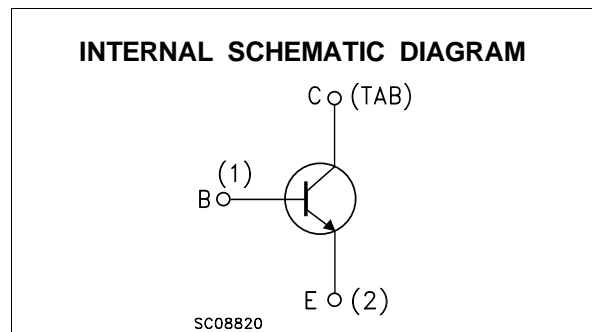 INTERNAL SCHEMATIC DIAGRAM
C (TAB)
(1)
B
E (2)
SC08820